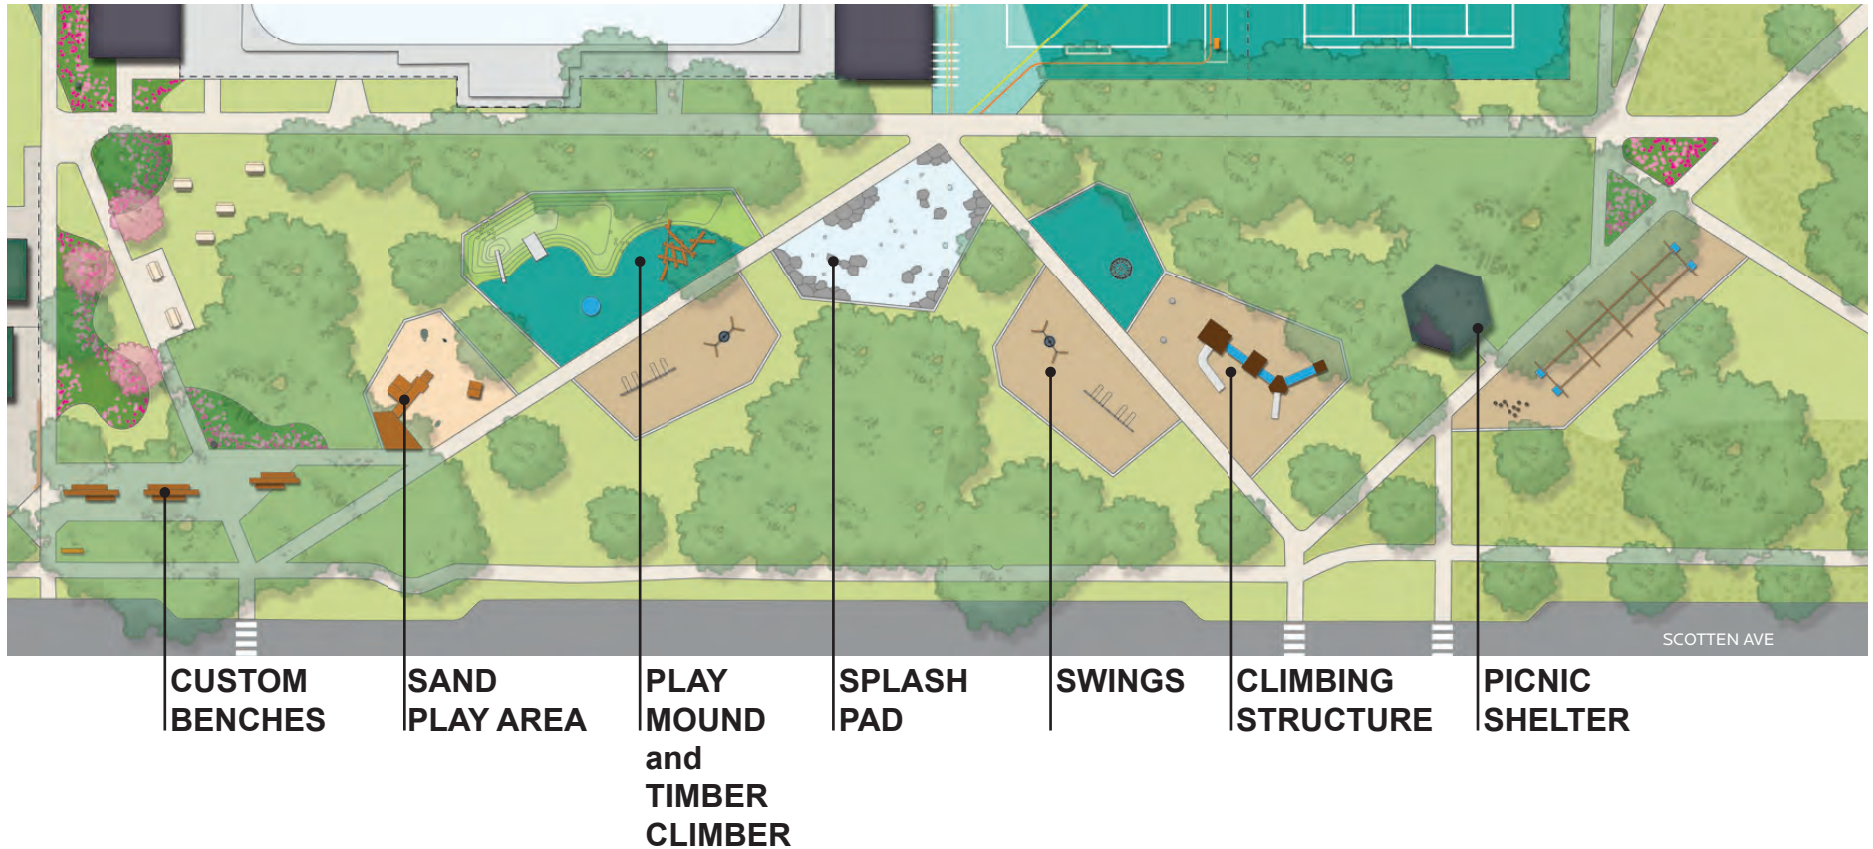 SCOTTEN AVE
CUSTOM
BENCHES
SAND
PLAY AREA
PLAY
MOUND
and
TIMBER
CLIMBER
SPLASH
PAD
SWINGS
CLIMBING
STRUCTURE
PICNIC
SHELTER